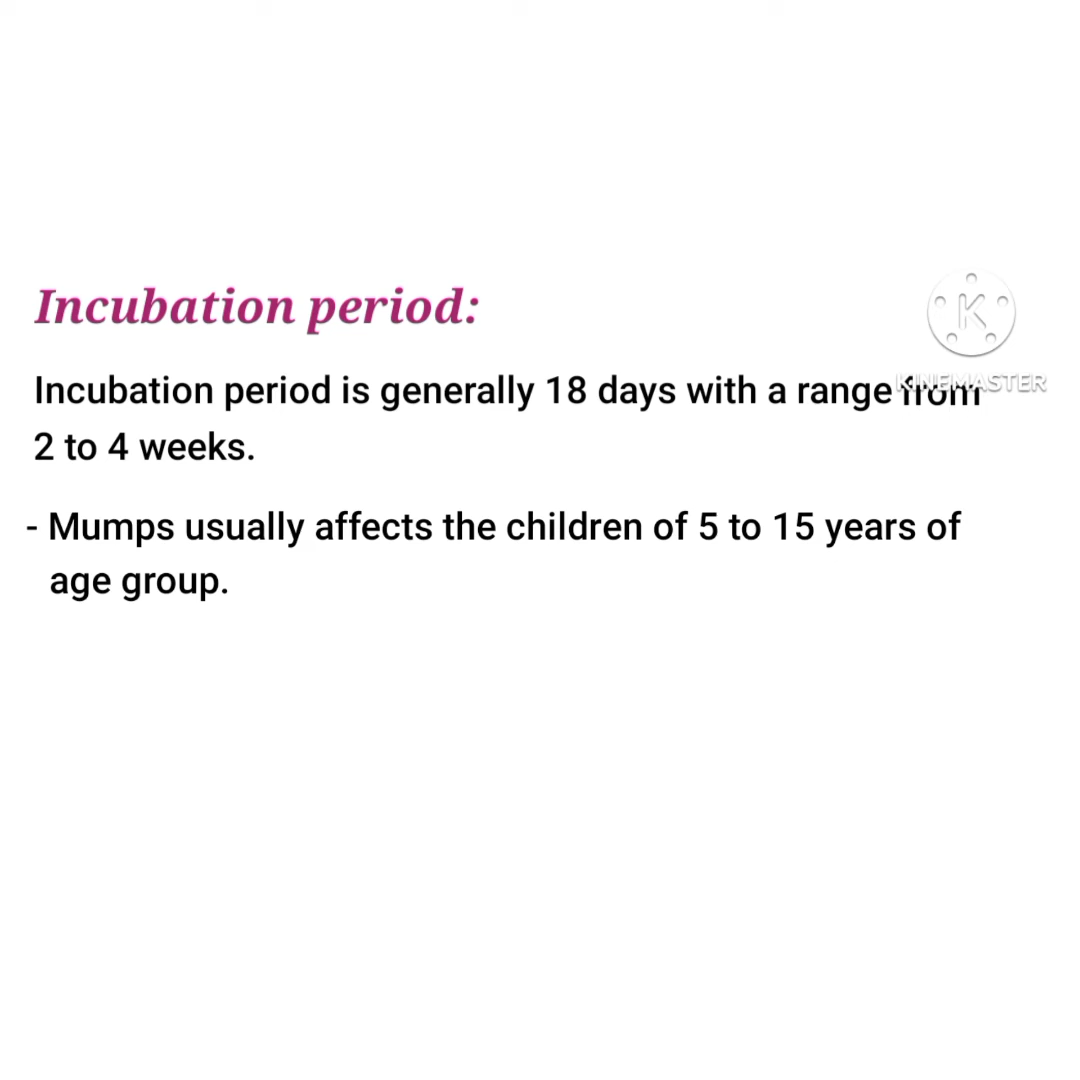 Incubation period:
K
KINEMASTER
Incubation period is generally 18 days with a range from
2 to 4 weeks.
- Mumps usually affects the children of 5 to 15 years of
age group.